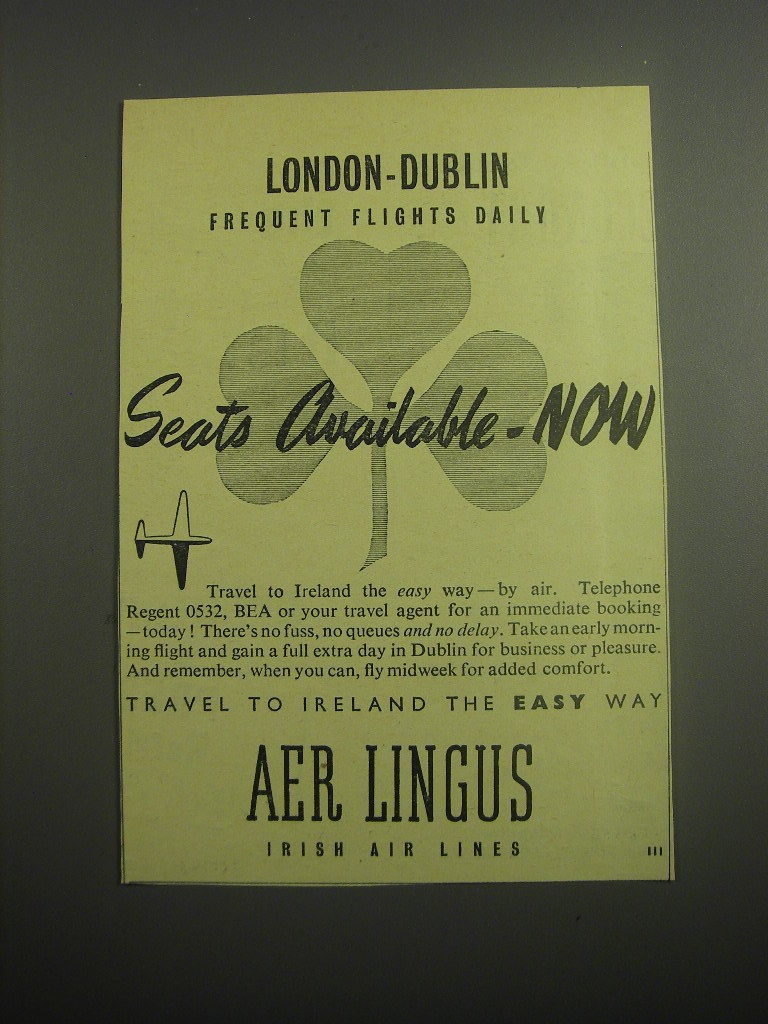 LONDON-DUBLIN
FREQUENT FLIGHTS DAILY
Seats Available - NOW
Travel to Ireland the easy way — by air. Telephone
Regent 0532, BEA or your travel agent for an immediate booking
— today! There's no fuss, no queues and no delay. Take an early morn-
ing flight and gain a full extra day in Dublin for business or pleasure.
And remember, when you can, fly midweek for added comfort.
TRAVEL TO IRELAND THE EASY WAY
AER LINGUS
IRISH AIR LINES
III